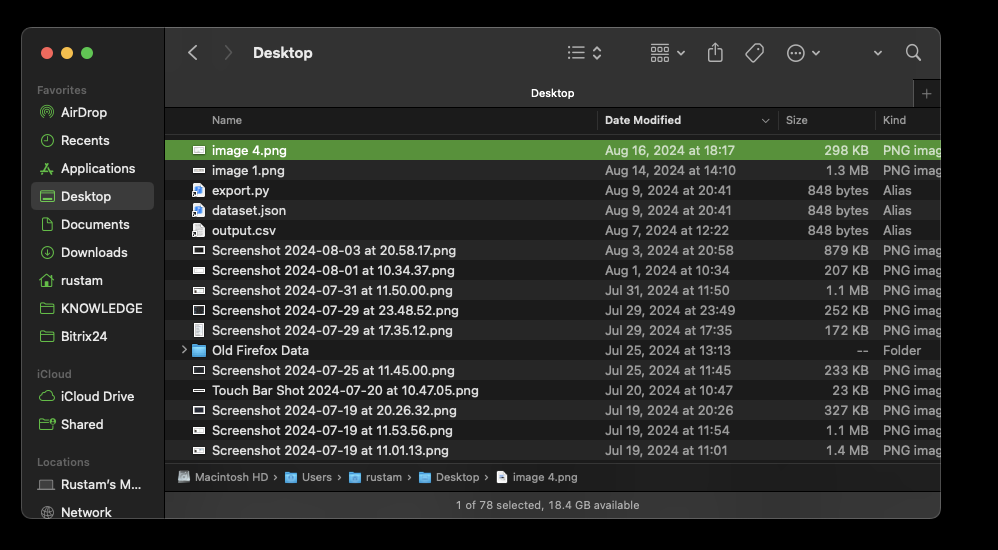 Desktop
Desktop
Favorites
AirDrop
Recents
Applications
Desktop
Documents
Downloads
rustam
KNOWLEDGE
Bitrix24
iCloud
iCloud Drive
Shared
Locations
Rustam's M...
Network
Name Date Modified Size Kind
image 4.png Aug 16, 2024 at 18:17 298 KB PNG imag
image 1.png Aug 14, 2024 at 14:10 1.3 MB PNG imag
export.py Aug 9, 2024 at 20:41 848 bytes Alias
dataset.json Aug 9, 2024 at 20:41 848 bytes Alias
output.csv Aug 7, 2024 at 12:22 848 bytes Alias
Screenshot 2024-08-03 at 20.58.17.png Aug 3, 2024 at 20:58 879 KB PNG imag
Screenshot 2024-08-01 at 10.34.37.png Aug 1, 2024 at 10:34 207 KB PNG imag
Screenshot 2024-07-31 at 11.50.00.png Jul 31, 2024 at 11:50 1.1 MB PNG imag
Screenshot 2024-07-29 at 23.48.52.png Jul 29, 2024 at 23:49 252 KB PNG imag
Screenshot 2024-07-29 at 17.35.12.png Jul 29, 2024 at 17:35 172 KB PNG imag
Old Firefox Data Jul 25, 2024 at 13:13 -- Folder
Screenshot 2024-07-25 at 11.45.00.png Jul 25, 2024 at 11:45 233 KB PNG imag
Touch Bar Shot 2024-07-20 at 10.47.05.png Jul 20, 2024 at 10:47 23 KB PNG imag
Screenshot 2024-07-19 at 20.26.32.png Jul 19, 2024 at 20:26 327 KB PNG imag
Screenshot 2024-07-19 at 11.53.56.png Jul 19, 2024 at 11:54 1.1 MB PNG imag
Screenshot 2024-07-19 at 11.01.13.png Jul 19, 2024 at 11:01 1.4 MB PNG imag
Macintosh HD › Users › rustam › Desktop › image 4.png
1 of 78 selected, 18.4 GB available